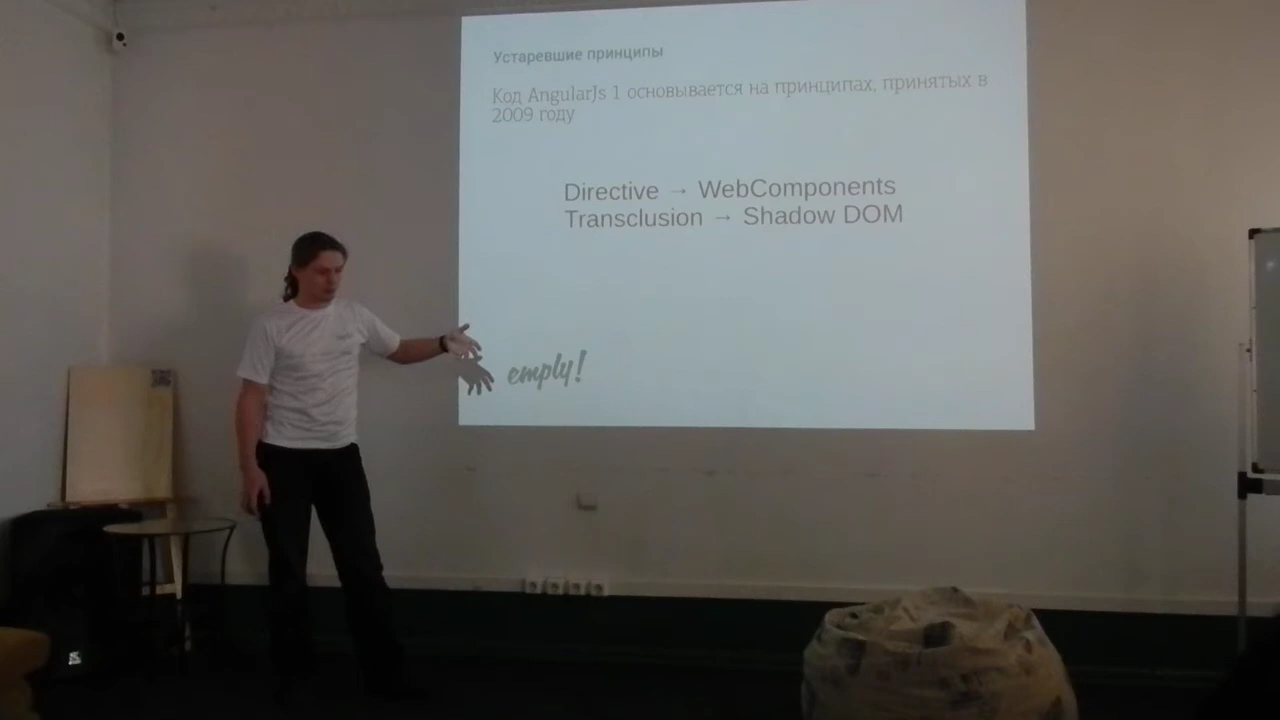 Устаревшие принципы
Код AngularJs 1 основывается на принципах, принятых в
2009 году
Directive → WebComponents
Transclusion → Shadow DOM
emply!